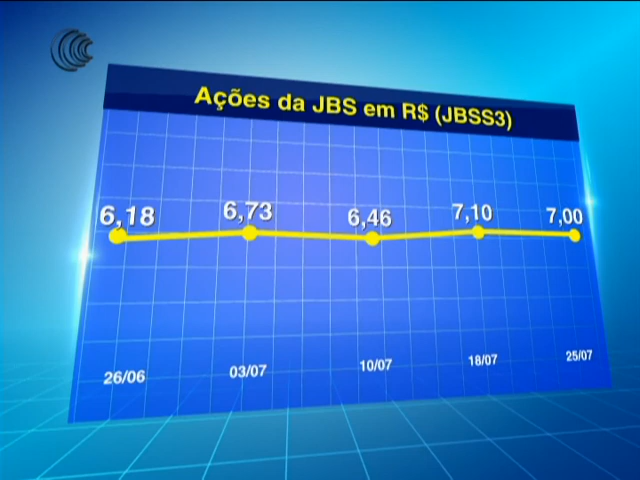 Ações da JBS em R$ (JBSS3)
6,18 6,73 6,46 7,10 7,00
26/06 03/07 10/07 18/07 25/07